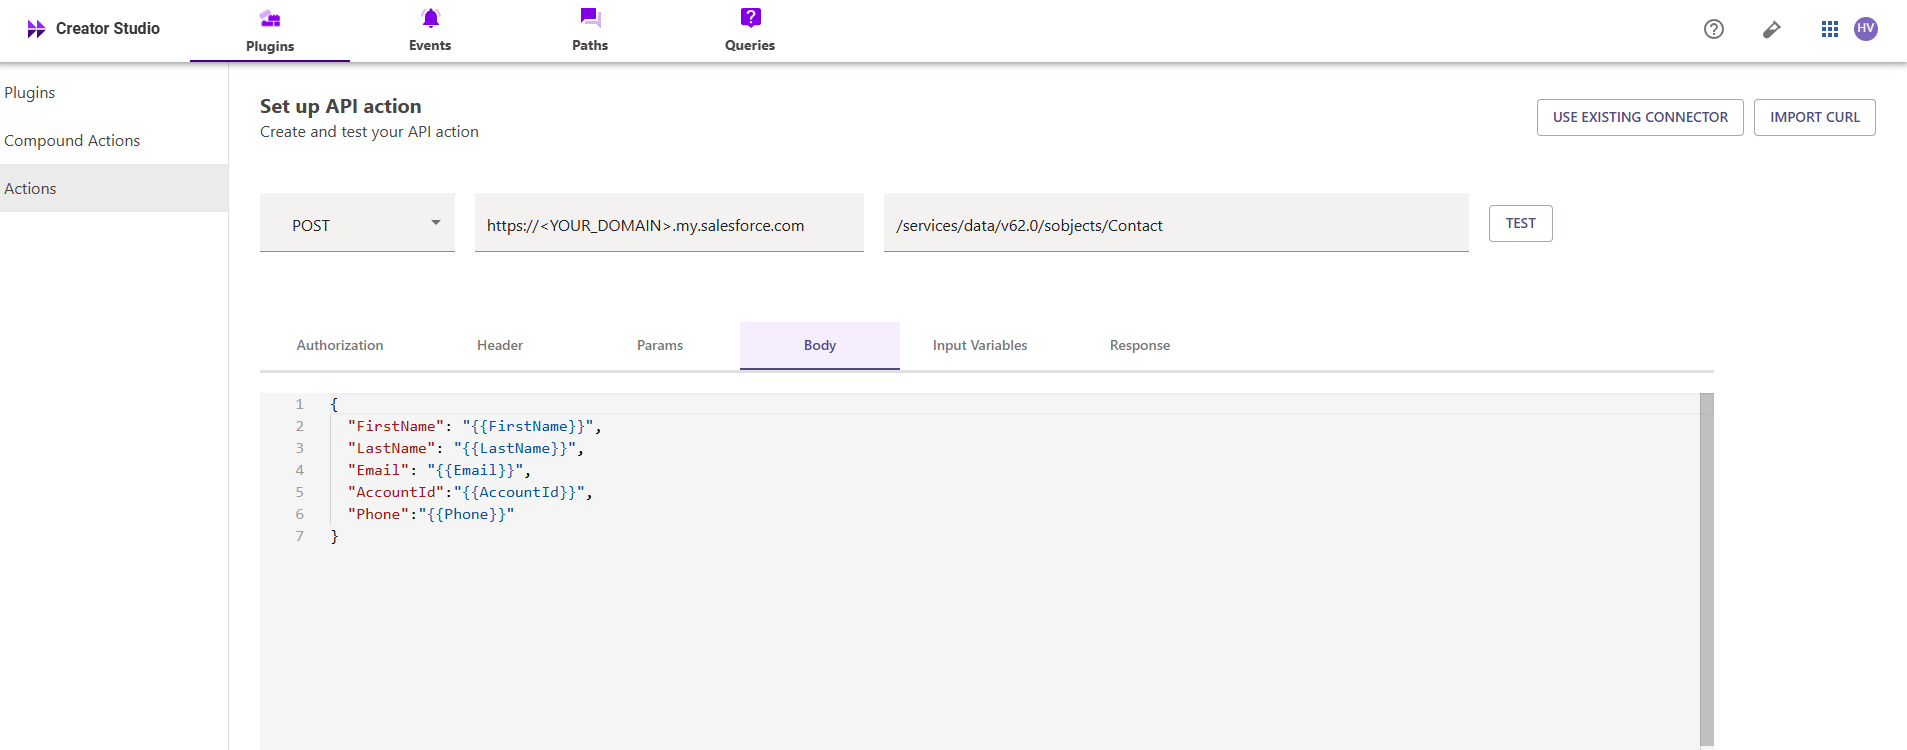 Creator Studio
Plugins
Events
Paths
Queries
HV
Plugins
Compound Actions
Actions
Set up API action
Create and test your API action
USE EXISTING CONNECTOR
IMPORT CURL
POST
https://<YOUR_DOMAIN>.my.salesforce.com
/services/data/v62.0/sobjects/Contact
TEST
Authorization
Header
Params
Body
Input Variables
Response
1 {
2 "FirstName": "{{FirstName}}",
3 "LastName": "{{LastName}}",
4 "Email": "{{Email}}",
5 "AccountId":"{{AccountId}}",
6 "Phone":"{{Phone}}"
7 }